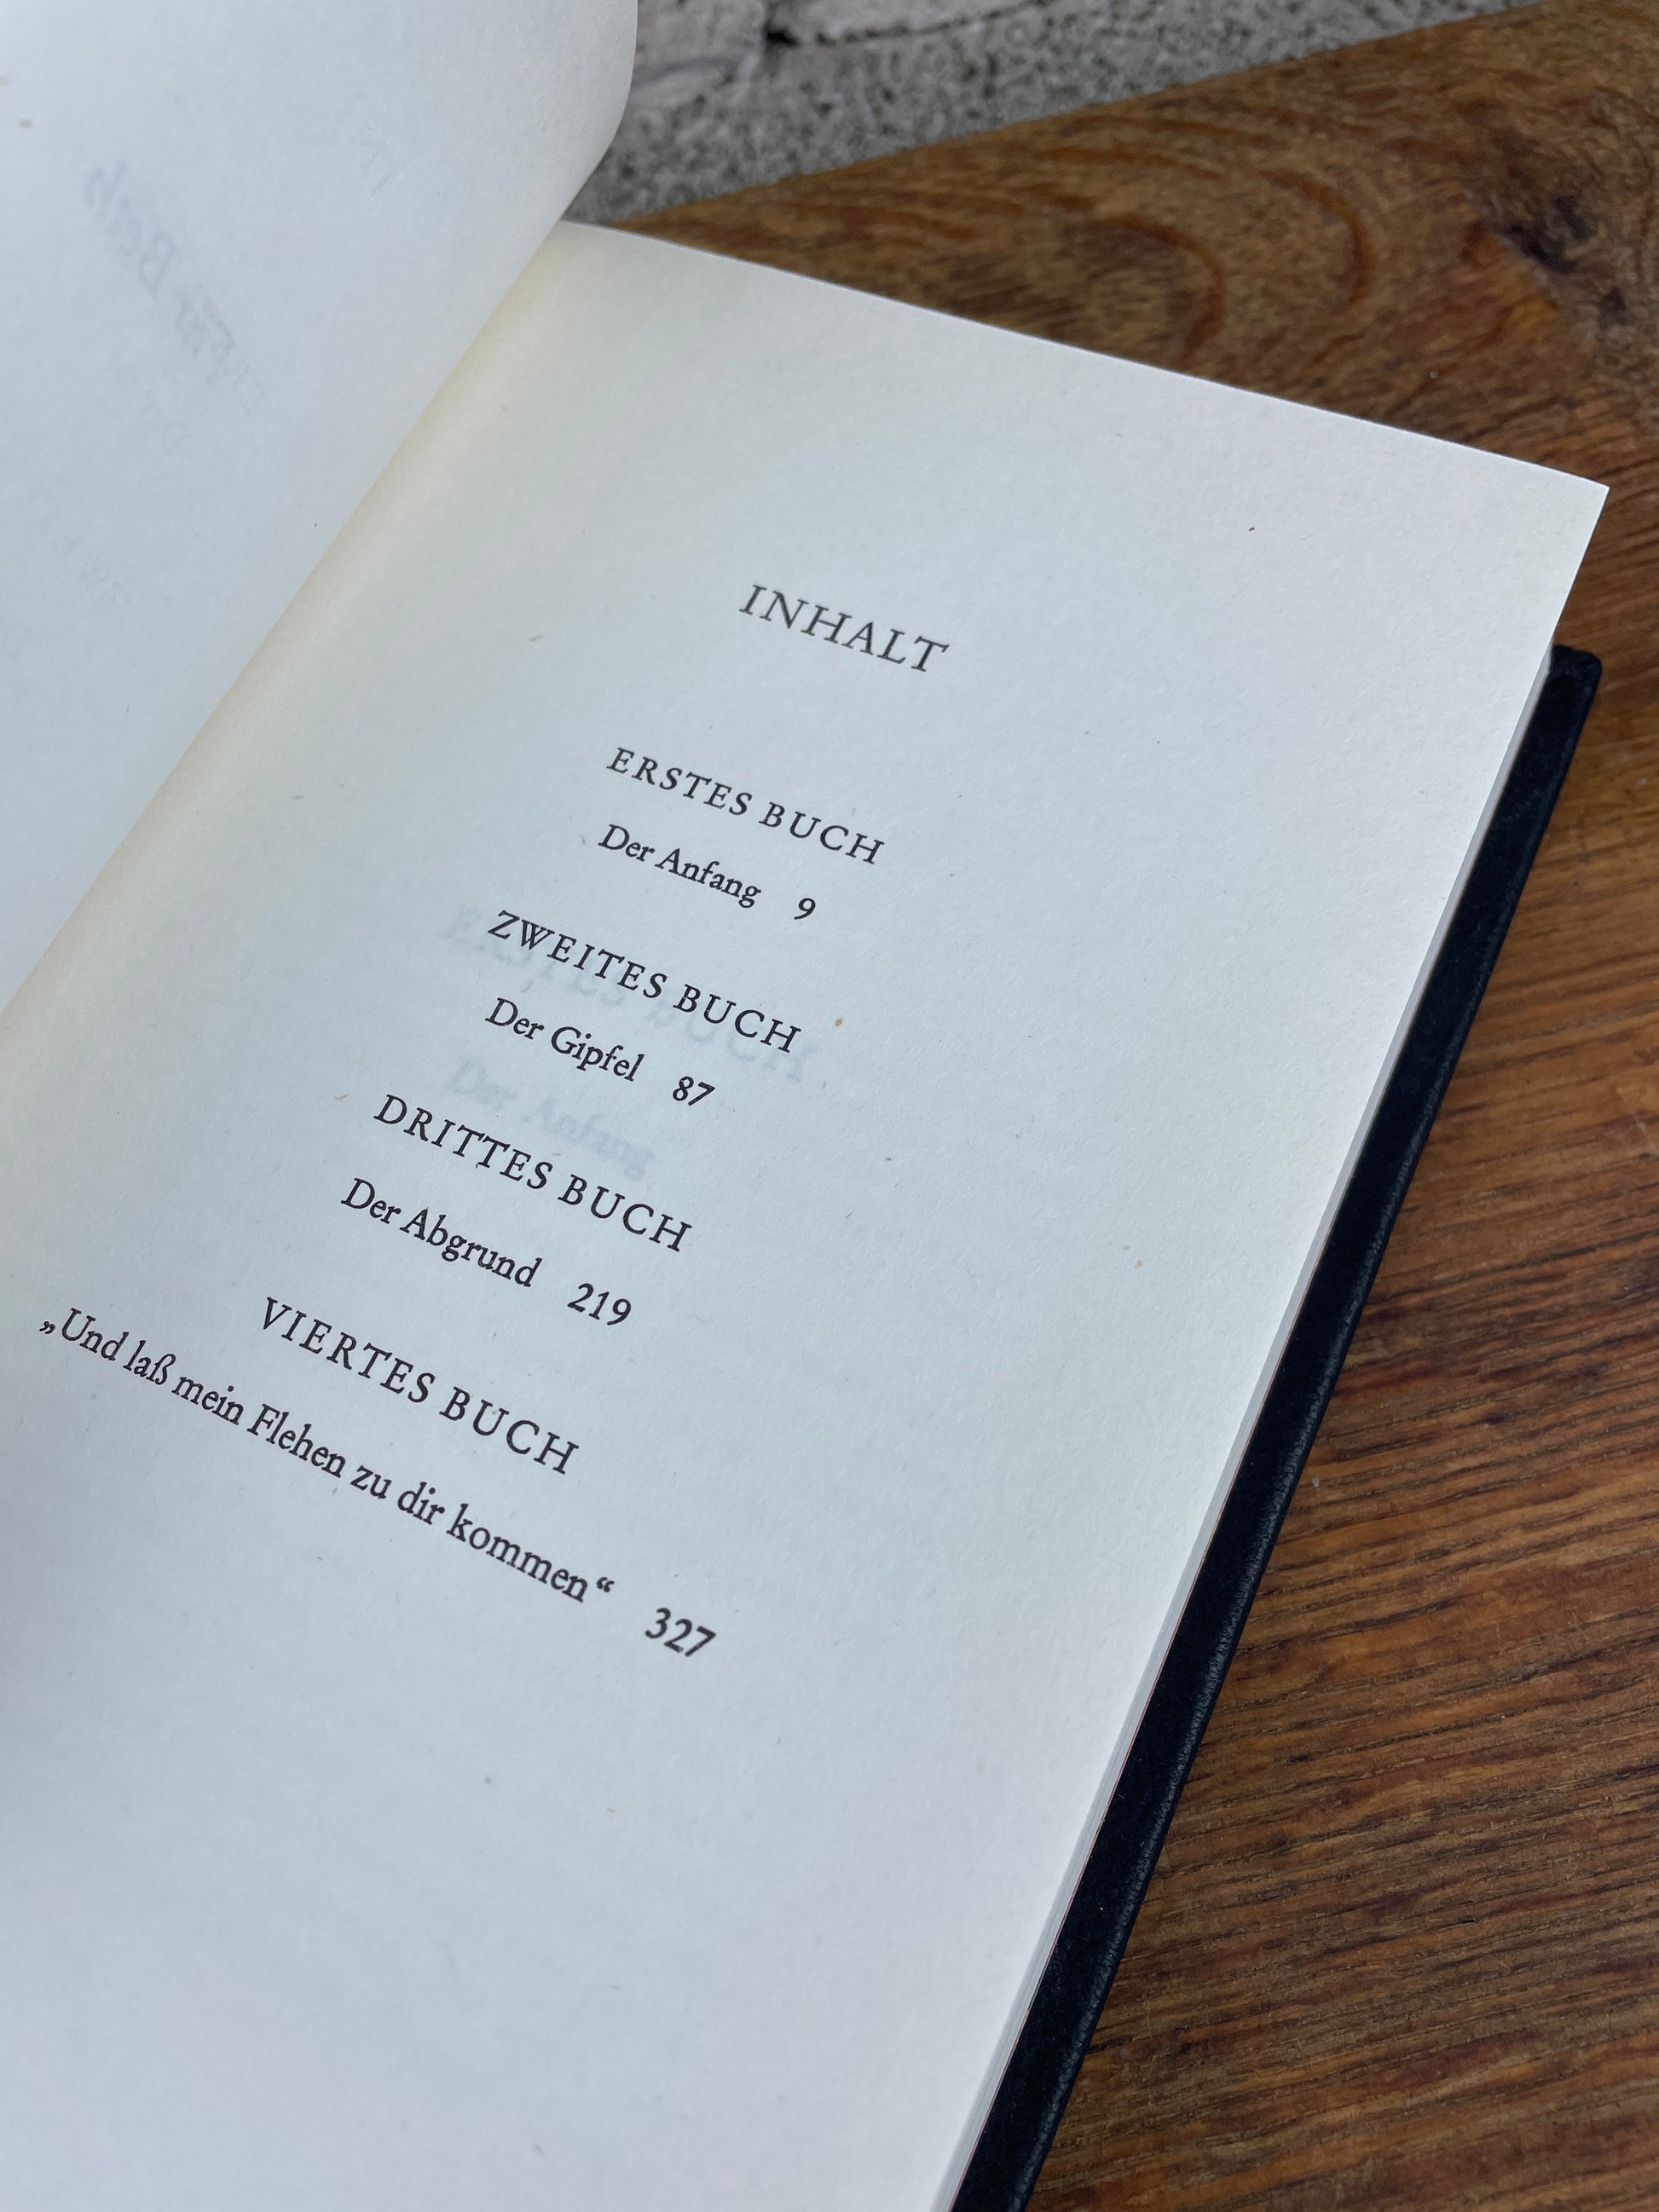 INHALT
ERSTES BUCH
Der Anfang 9
ZWEITES BUCH
Der Gipfel 87
DRITTES BUCH
Der Abgrund 219
VIERTES BUCH
„Und laß mein Flehen zu dir kommen“ 327